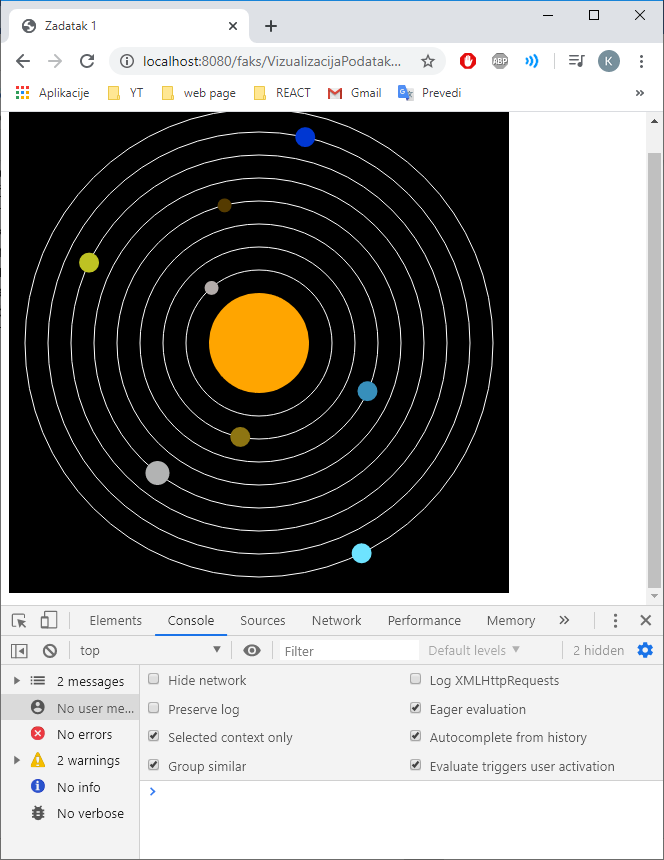 Zadatak 1
localhost:8080/faks/VizualizacijaPodatak...
ABP
K
Aplikacije YT web page REACT Gmail Prevedi »
Elements Console Sources Network Performance Memory »
top Filter Default levels 2 hidden
2 messages
No user me...
No errors
2 warnings
No info
No verbose
Hide network Log XMLHttpRequests
Preserve log Eager evaluation
Selected context only Autocomplete from history
Group similar Evaluate triggers user activation